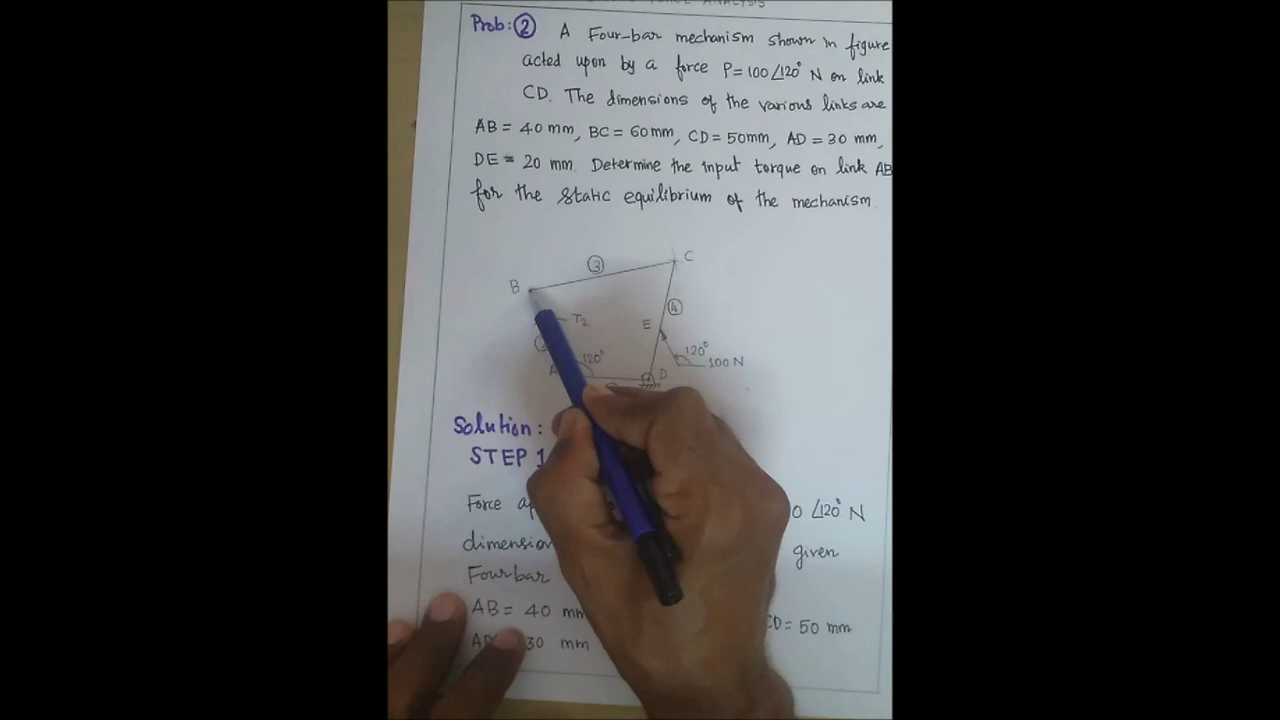 Prob: 2 A Four-bar mechanism shown in figure
acted upon by a force P = 100∠120° N on link
CD. The dimensions of the various links are
AB = 40 mm, BC = 60mm, CD = 50mm, AD = 30 mm,
DE = 20 mm. Determine the input torque on link AB
for the static equilibrium of the mechanism.
C
3
B
4
T2
E
120°
120°
100 N
A
D
Solution:
STEP 1
Force 0 ∠120° N
dimension given
Fourbar
AB = 40 mm CD = 50 mm
30 mm